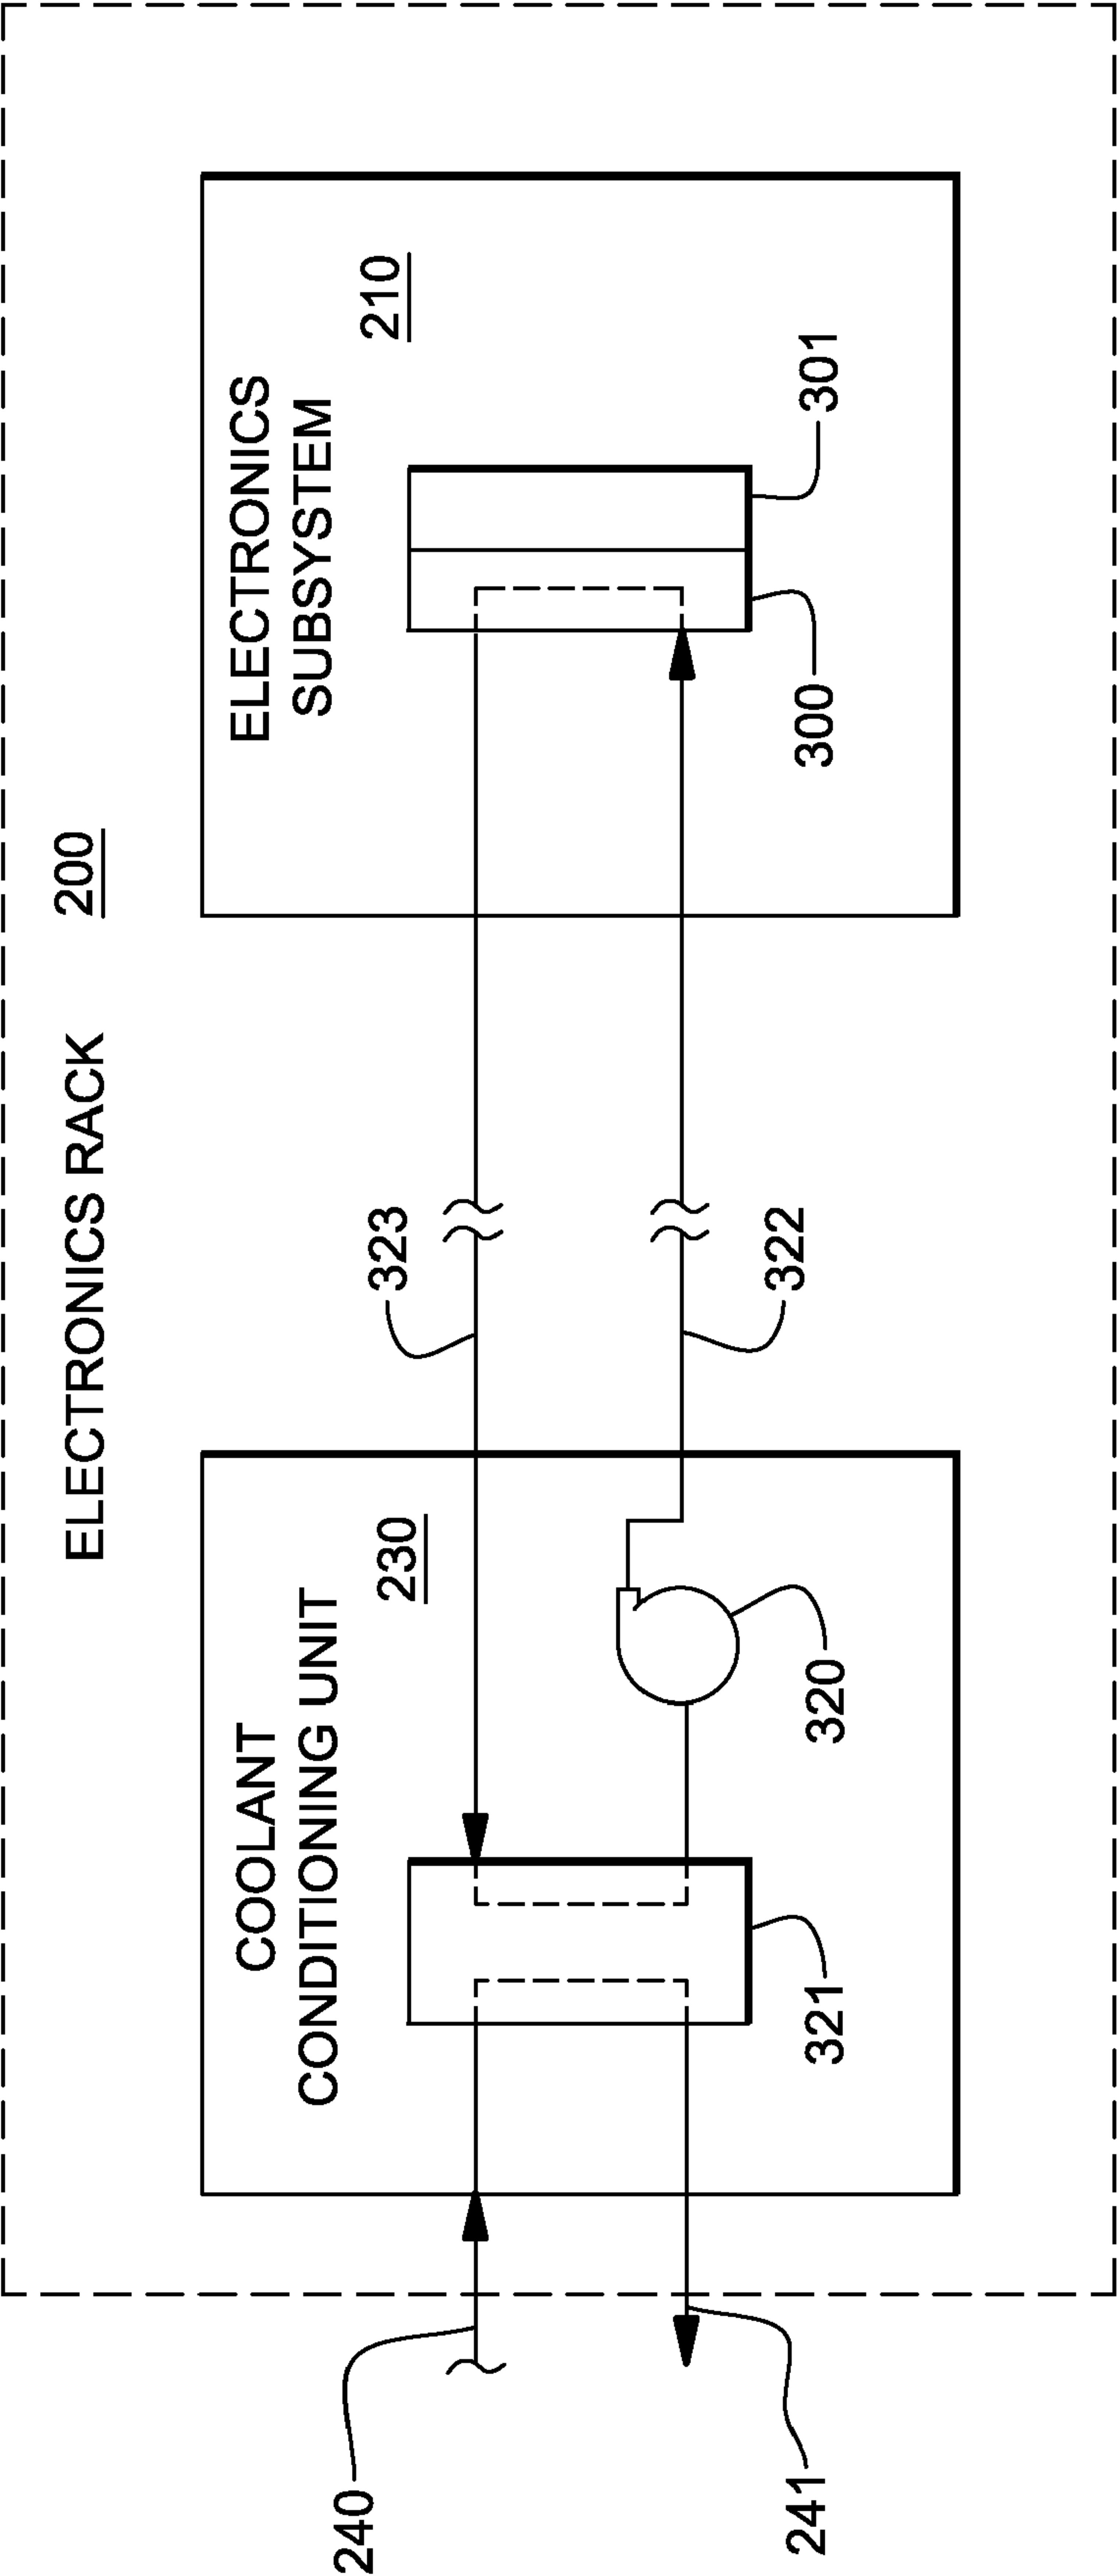 ELECTRONICS RACK
200
COOLANT
CONDITIONING UNIT
230
ELECTRONICS
SUBSYSTEM
210
240
323
241
321
320
322
300
301